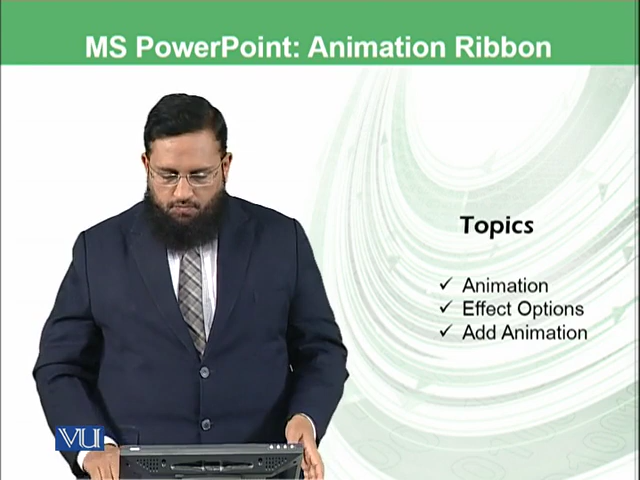 MS PowerPoint: Animation Ribbon
Topics
✓ Animation
✓ Effect Options
✓ Add Animation
VU